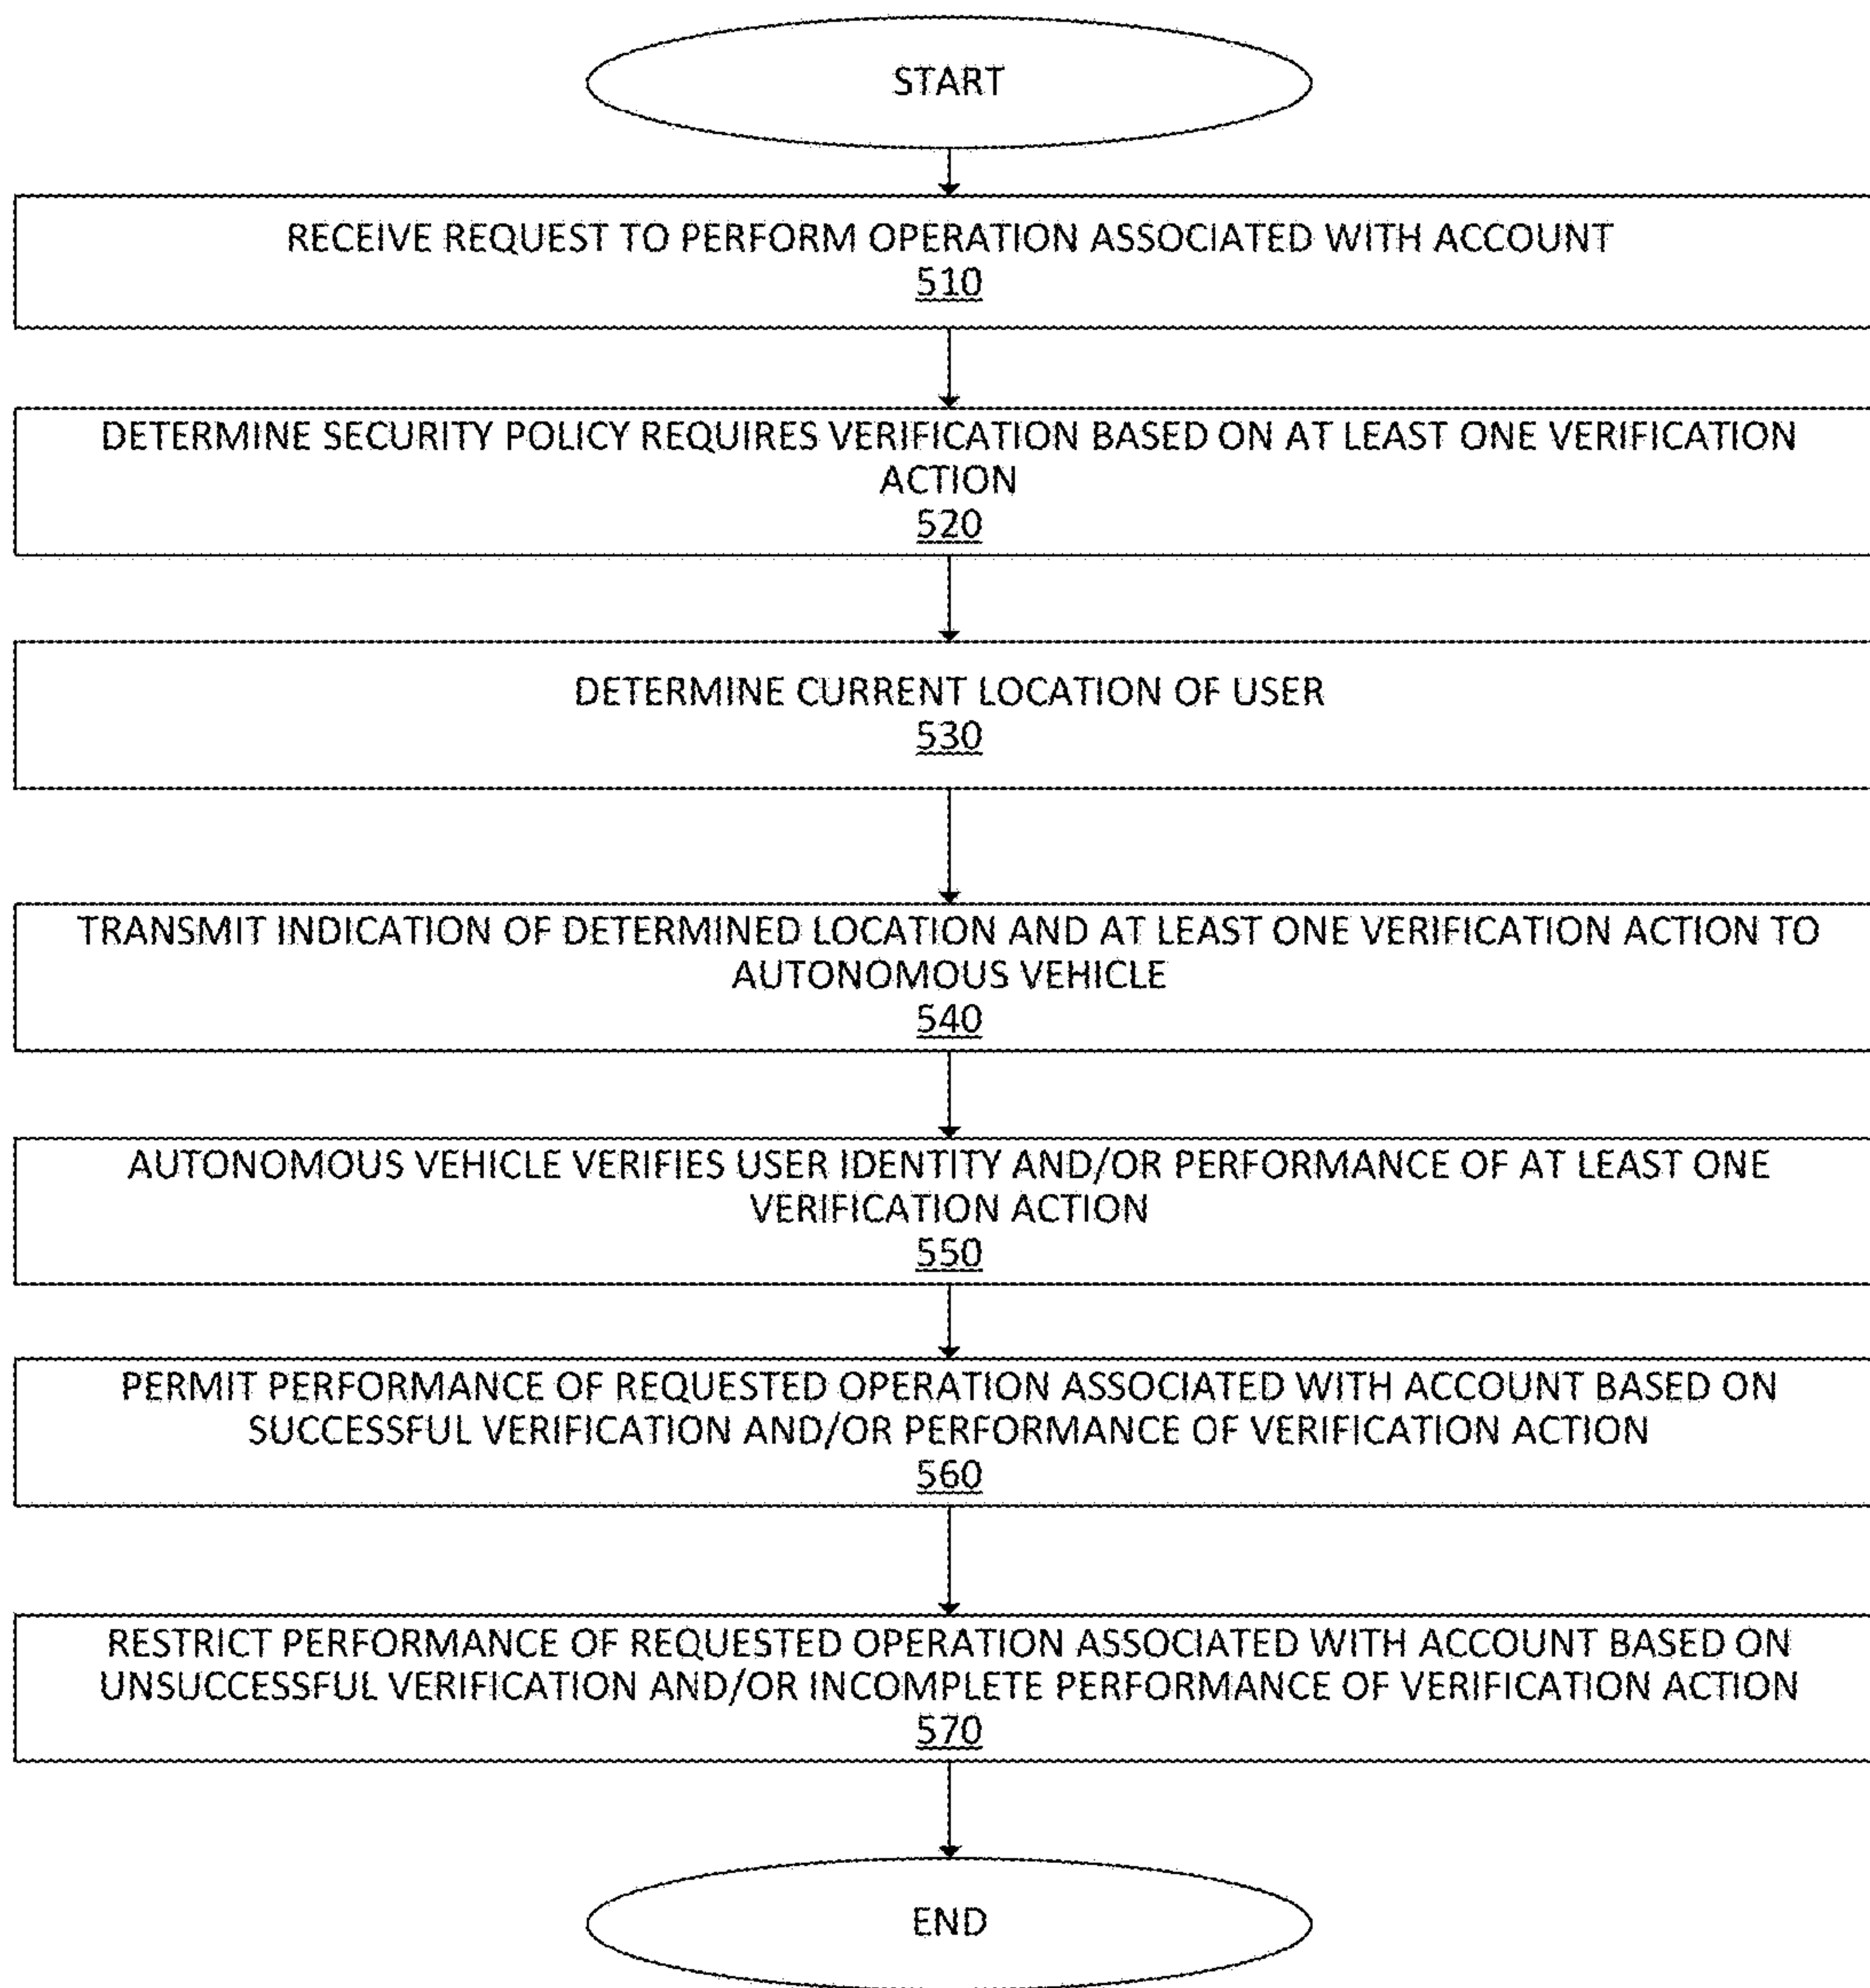 START
RECEIVE REQUEST TO PERFORM OPERATION ASSOCIATED WITH ACCOUNT
510
DETERMINE SECURITY POLICY REQUIRES VERIFICATION BASED ON AT LEAST ONE VERIFICATION
ACTION
520
DETERMINE CURRENT LOCATION OF USER
530
TRANSMIT INDICATION OF DETERMINED LOCATION AND AT LEAST ONE VERIFICATION ACTION TO
AUTONOMOUS VEHICLE
540
AUTONOMOUS VEHICLE VERIFIES USER IDENTITY AND/OR PERFORMANCE OF AT LEAST ONE
VERIFICATION ACTION
550
PERMIT PERFORMANCE OF REQUESTED OPERATION ASSOCIATED WITH ACCOUNT BASED ON
SUCCESSFUL VERIFICATION AND/OR PERFORMANCE OF VERIFICATION ACTION
560
RESTRICT PERFORMANCE OF REQUESTED OPERATION ASSOCIATED WITH ACCOUNT BASED ON
UNSUCCESSFUL VERIFICATION AND/OR INCOMPLETE PERFORMANCE OF VERIFICATION ACTION
570
END